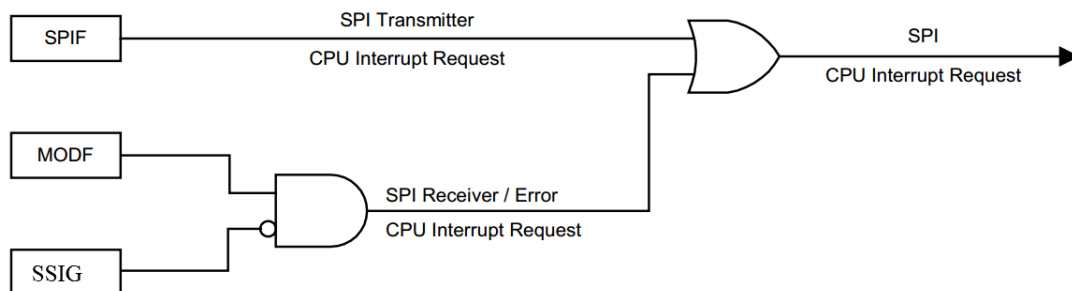 SPIF
SPI Transmitter
CPU Interrupt Request
SPI
CPU Interrupt Request
MODF
SPI Receiver / Error
CPU Interrupt Request
SSIG